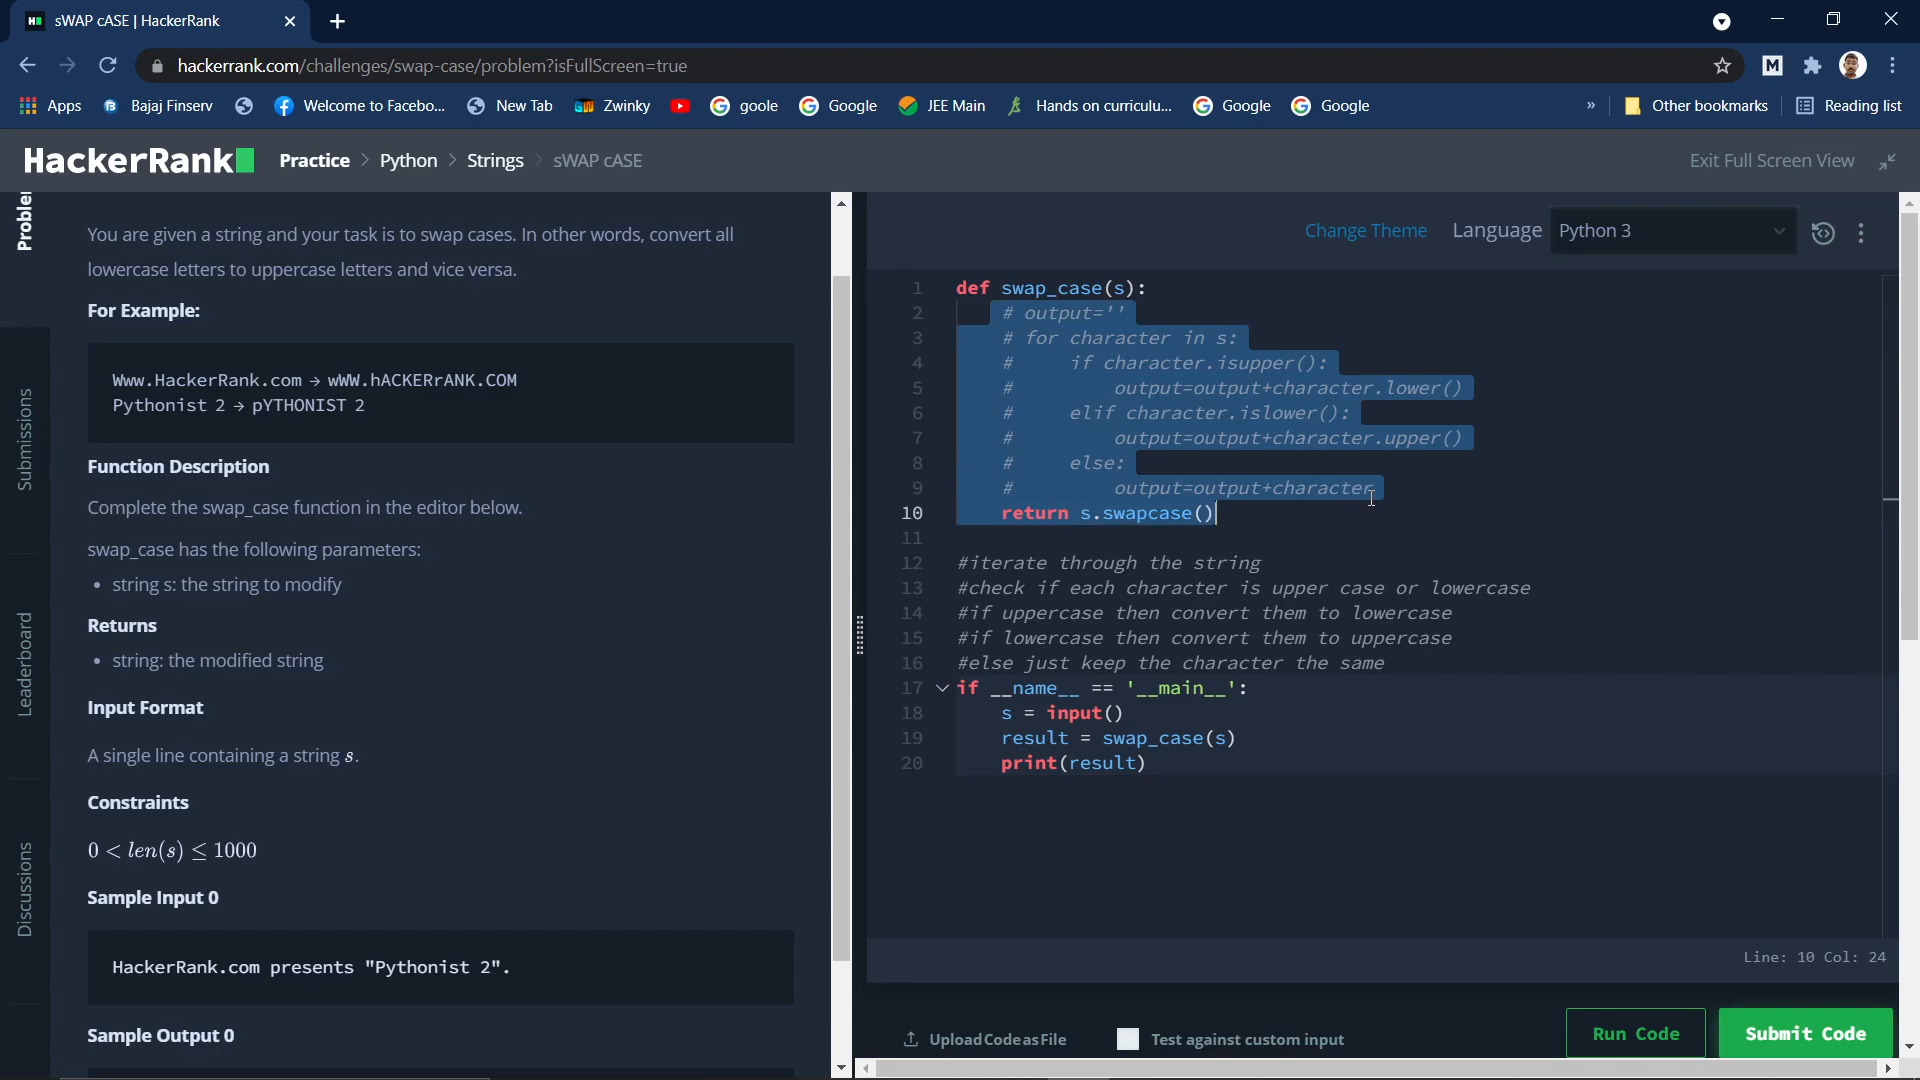 sWAP cASE | HackerRank
hackerrank.com/challenges/swap-case/problem?isFullScreen=true
M
Apps
Bajaj Finserv
Welcome to Facebo...
New Tab
Zwinky
goole
Google
JEE Main
Hands on curriculu...
Google
Google
»
Other bookmarks
Reading list
HackerRank
Practice > Python > Strings > sWAP cASE
Exit Full Screen View
Proble
Submissions
Leaderboard
Discussions
You are given a string and your task is to swap cases. In other words, convert all
lowercase letters to uppercase letters and vice versa.
For Example:
Www.HackerRank.com → wWW.hACKERrANK.COM
Pythonist 2 → pYTHONIST 2
Function Description
Complete the swap_case function in the editor below.
swap_case has the following parameters:
• string s: the string to modify
Returns
• string: the modified string
Input Format
A single line containing a string s.
Constraints
0 < len(s) ≤ 1000
Sample Input 0
HackerRank.com presents "Pythonist 2".
Sample Output 0
Change Theme
Language
Python 3
1 def swap_case(s):
2 # output=''
3 # for character in s:
4 # if character.isupper():
5 # output=output+character.lower()
6 # elif character.islower():
7 # output=output+character.upper()
8 # else:
9 # output=output+character
10 return s.swapcase()
11
12 #iterate through the string
13 #check if each character is upper case or lowercase
14 #if uppercase then convert them to lowercase
15 #if lowercase then convert them to uppercase
16 #else just keep the character the same
17 if __name__ == '__main__':
18 s = input()
19 result = swap_case(s)
20 print(result)
Line: 10 Col: 24
Upload Code as File
Test against custom input
Run Code
Submit Code